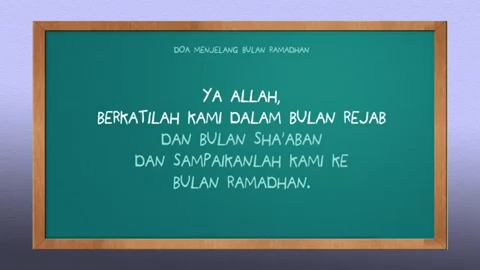 DOA MENJELANG BULAN RAMADHAN
YA ALLAH,
BERKATILAH KAMI DALAM BULAN REJAB
DAN BULAN SHA'ABAN
DAN SAMPAIKANLAH KAMI KE
BULAN RAMADHAN.